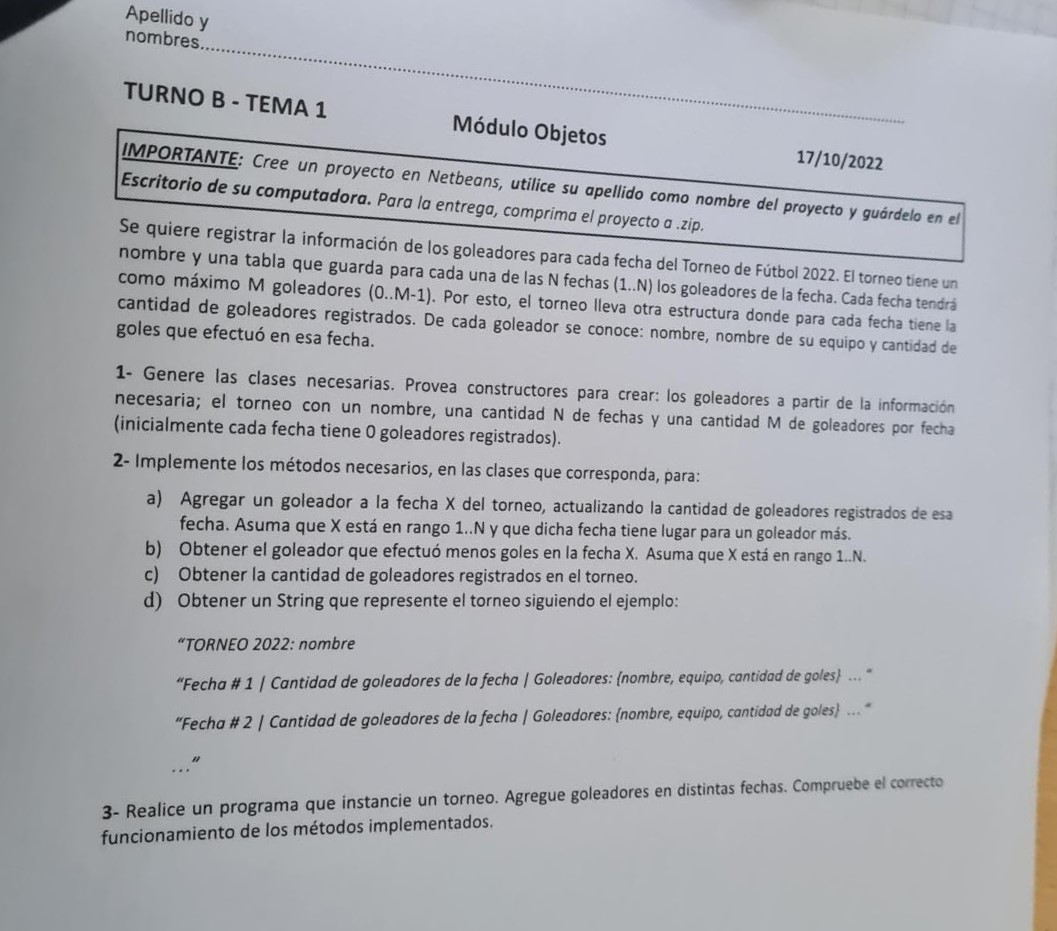 Apellido y
nombres..........
TURNO B - TEMA 1
Módulo Objetos
17/10/2022
IMPORTANTE: Cree un proyecto en Netbeans, utilice su apellido como nombre del proyecto y guárdelo en el
Escritorio de su computadora. Para la entrega, comprima el proyecto a .zip.
Se quiere registrar la información de los goleadores para cada fecha del Torneo de Fútbol 2022. El torneo tiene un
nombre y una tabla que guarda para cada una de las N fechas (1..N) los goleadores de la fecha. Cada fecha tendrá
como máximo M goleadores (0..M-1). Por esto, el torneo lleva otra estructura donde para cada fecha tiene la
cantidad de goleadores registrados. De cada goleador se conoce: nombre, nombre de su equipo y cantidad de
goles que efectuó en esa fecha.
1- Genere las clases necesarias. Provea constructores para crear: los goleadores a partir de la información
necesaria; el torneo con un nombre, una cantidad N de fechas y una cantidad M de goleadores por fecha
(inicialmente cada fecha tiene 0 goleadores registrados).
2- Implemente los métodos necesarios, en las clases que corresponda, para:
a) Agregar un goleador a la fecha X del torneo, actualizando la cantidad de goleadores registrados de esa
fecha. Asuma que X está en rango 1..N y que dicha fecha tiene lugar para un goleador más.
b) Obtener el goleador que efectuó menos goles en la fecha X. Asuma que X está en rango 1..N.
c) Obtener la cantidad de goleadores registrados en el torneo.
d) Obtener un String que represente el torneo siguiendo el ejemplo:
“TORNEO 2022: nombre
“Fecha # 1 | Cantidad de goleadores de la fecha | Goleadores: {nombre, equipo, cantidad de goles} ... “
“Fecha # 2 | Cantidad de goleadores de la fecha | Goleadores: {nombre, equipo, cantidad de goles} ... “
...”
3- Realice un programa que instancie un torneo. Agregue goleadores en distintas fechas. Compruebe el correcto
funcionamiento de los métodos implementados.